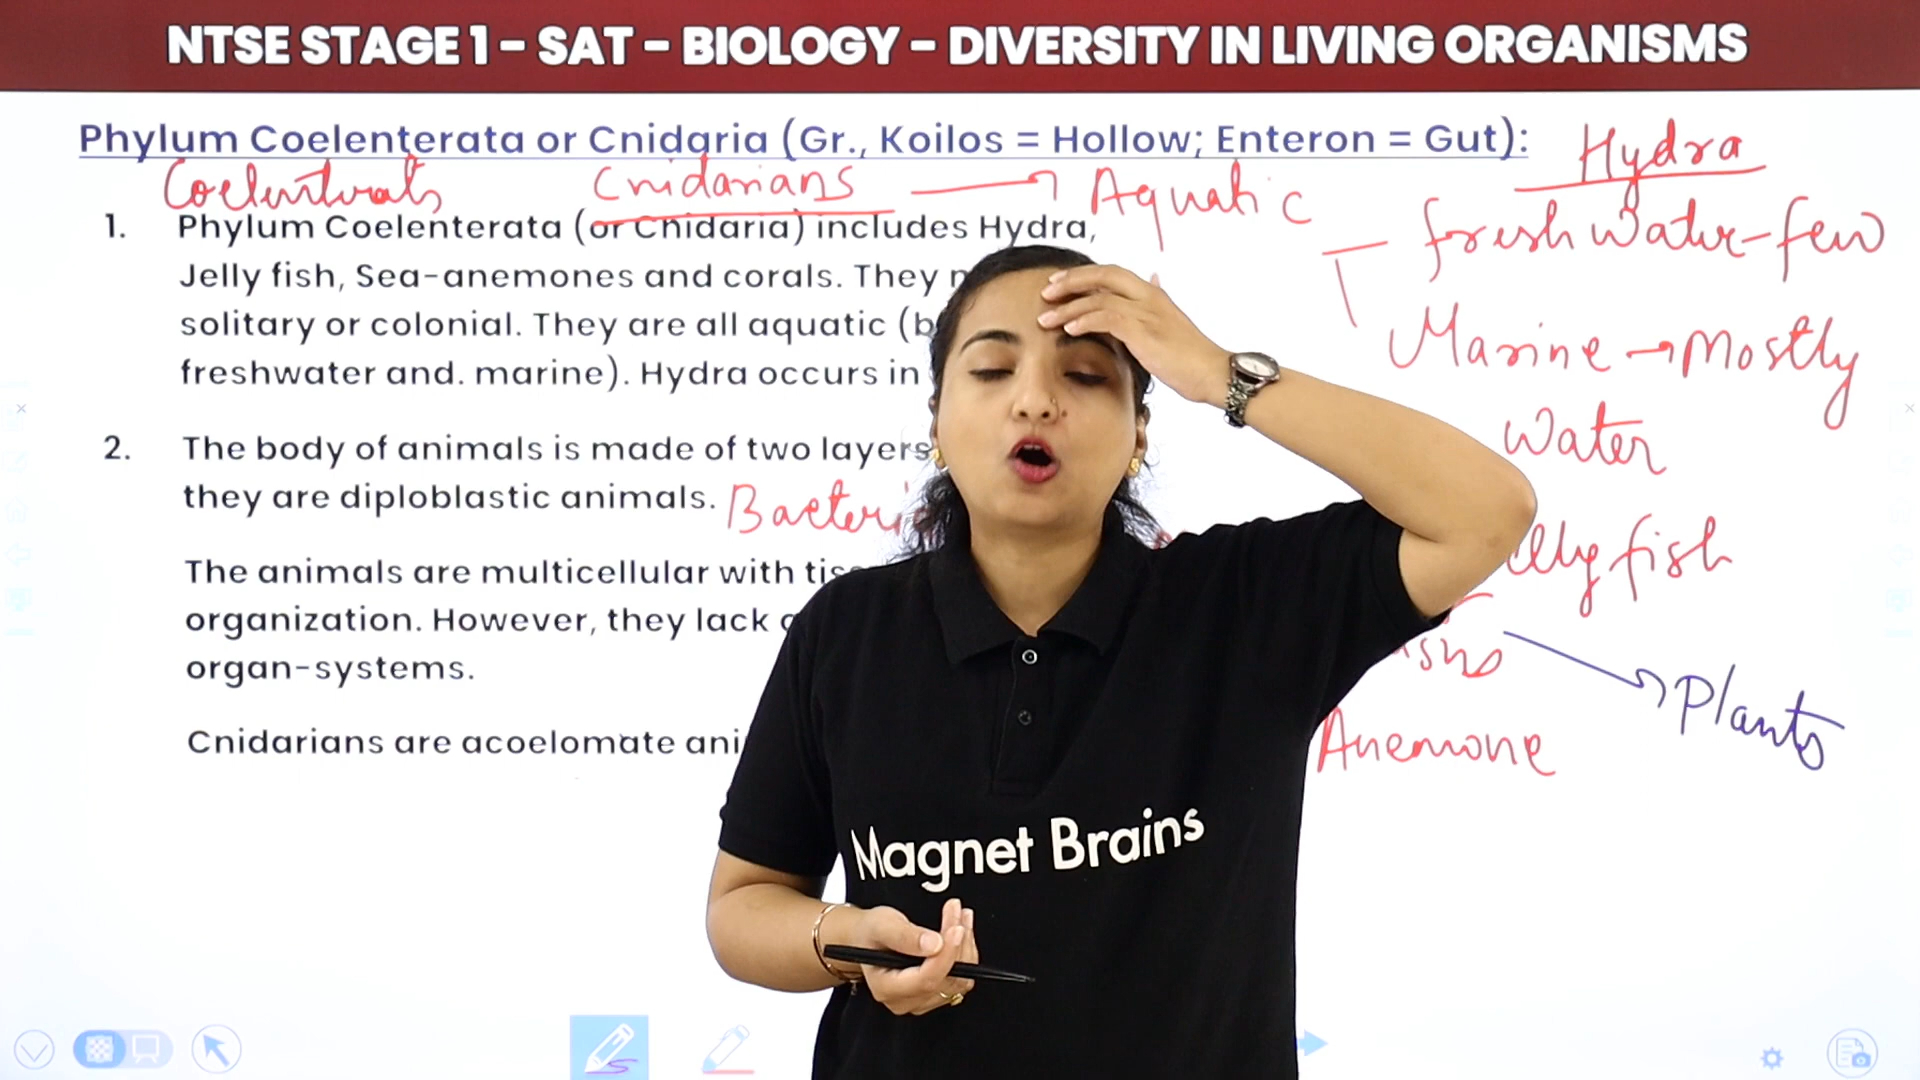 NTSE STAGE 1 – SAT – BIOLOGY – DIVERSITY IN LIVING ORGANISMS
Phylum Coelenterata or Cnidaria (Gr., Koilos = Hollow; Enteron = Gut):
Hydra
Cnidarians → Aquatic
fresh water – few
1. Phylum Coelenterata (or Cnidaria) includes Hydra,
Jelly fish, Sea-anemones and corals. They
solitary or colonial. They are all aquatic
freshwater and. marine). Hydra occurs in
Marine → Mostly
Water
2. The body of animals is made of two layers
they are diploblastic animals.
The animals are multicellular with
organization. However, they lack
organ-systems.
fish
Plants
Cnidarians are acoelomate
Anemone
Magnet Brains